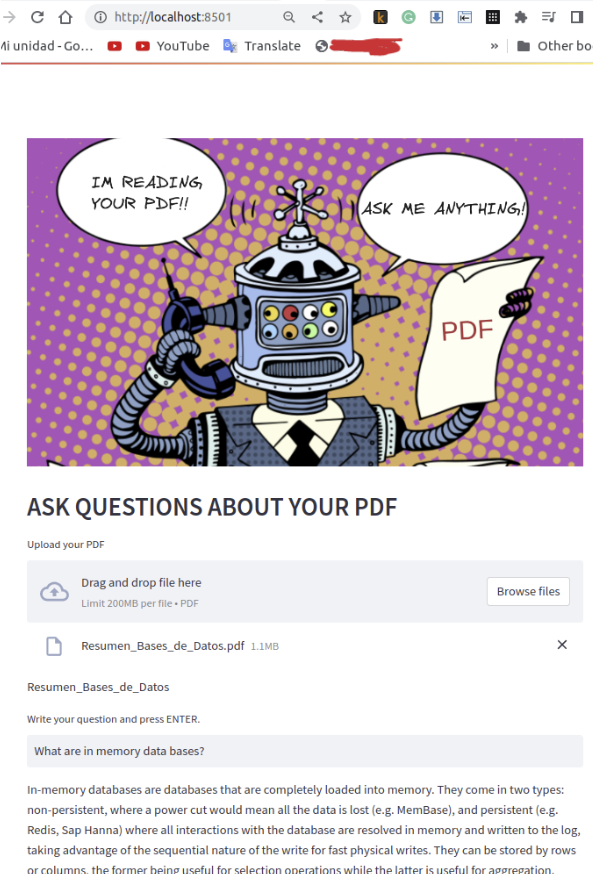 http://localhost:8501
Mi unidad - Go...
YouTube
Translate
»
Other bo
IM READING
YOUR PDF!!
ASK ME ANYTHING!
PDF
ASK QUESTIONS ABOUT YOUR PDF
Upload your PDF
Drag and drop file here
Limit 200MB per file • PDF
Browse files
Resumen_Bases_de_Datos.pdf 1.1MB
Resumen_Bases_de_Datos
Write your question and press ENTER.
What are in memory data bases?
In-memory databases are databases that are completely loaded into memory. They come in two types:
non-persistent, where a power cut would mean all the data is lost (e.g. MemBase), and persistent (e.g.
Redis, Sap Hanna) where all interactions with the database are resolved in memory and written to the log,
taking advantage of the sequential nature of the write for fast physical writes. They can be stored by rows
or columns, the former being useful for selection operations while the latter is useful for aggregation.